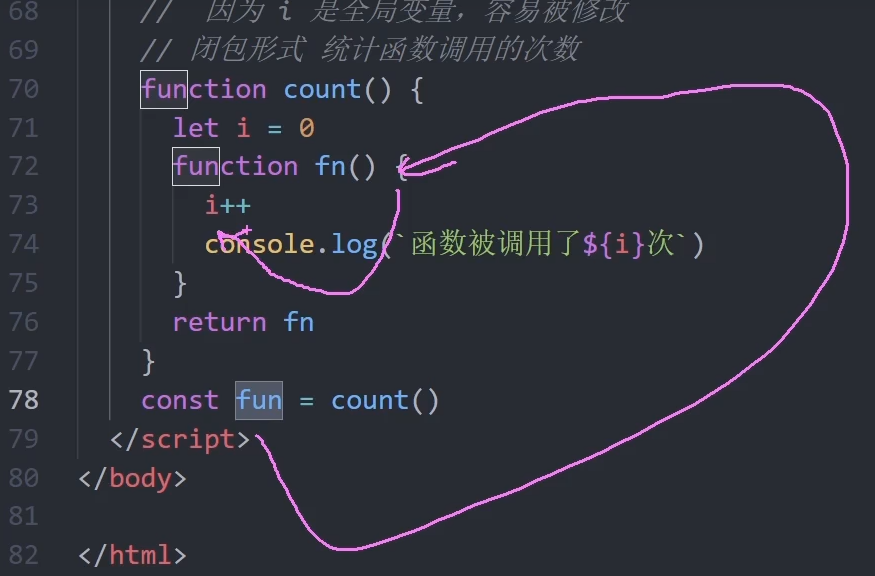 68 // 因为 i 是全局变量，容易被修改
69 // 闭包形式 统计函数调用的次数
70 function count() {
71 let i = 0
72 function fn() {
73 i++
74 console.log(`函数被调用了${i}次`)
75 }
76 return fn
77 }
78 const fun = count()
79 </script>
80 </body>
81
82 </html>